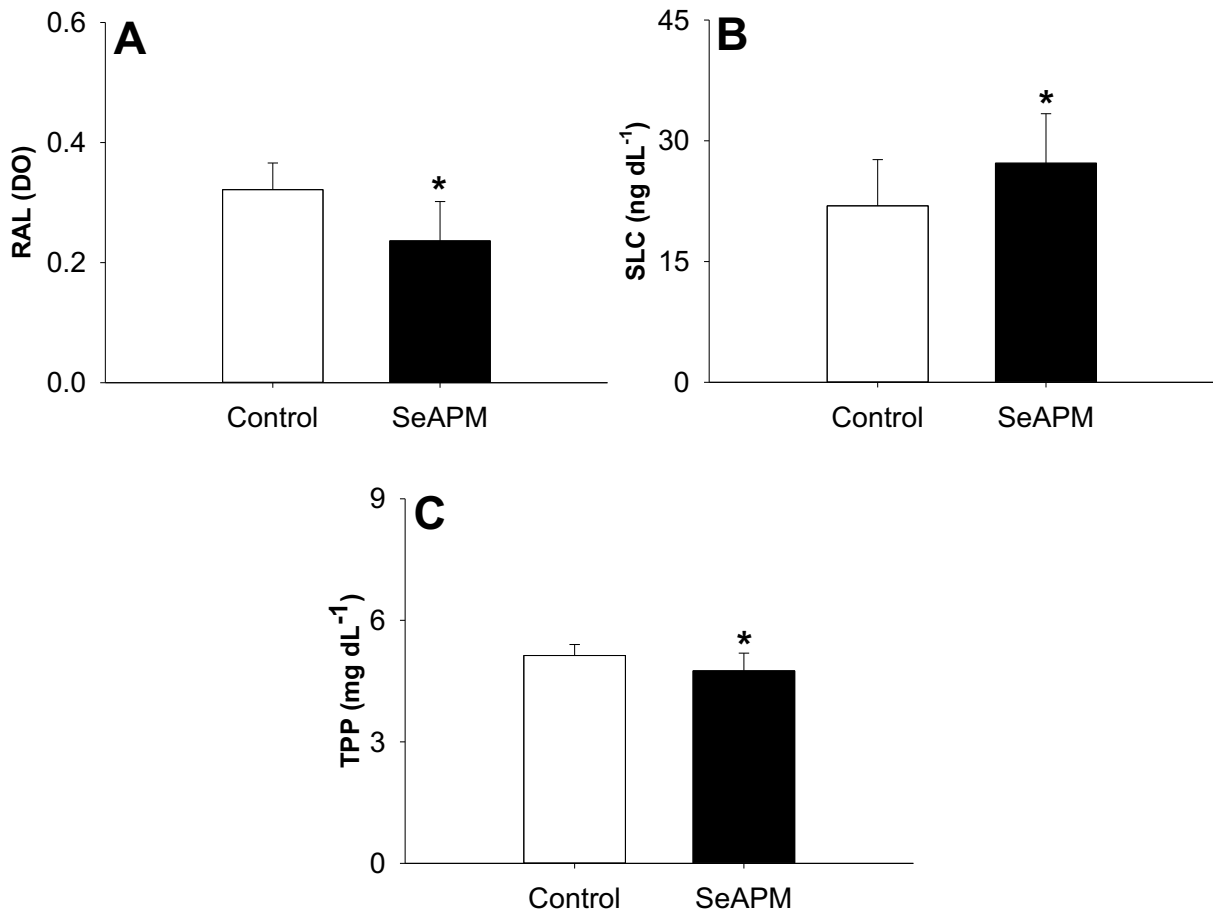 A
0.6
0.4
0.2
0.0
RAL (DO)
*
Control SeAPM
B
45
30
15
0
SLC (ng dL-1)
*
Control SeAPM
C
9
6
3
0
TPP (mg dL-1)
*
Control SeAPM